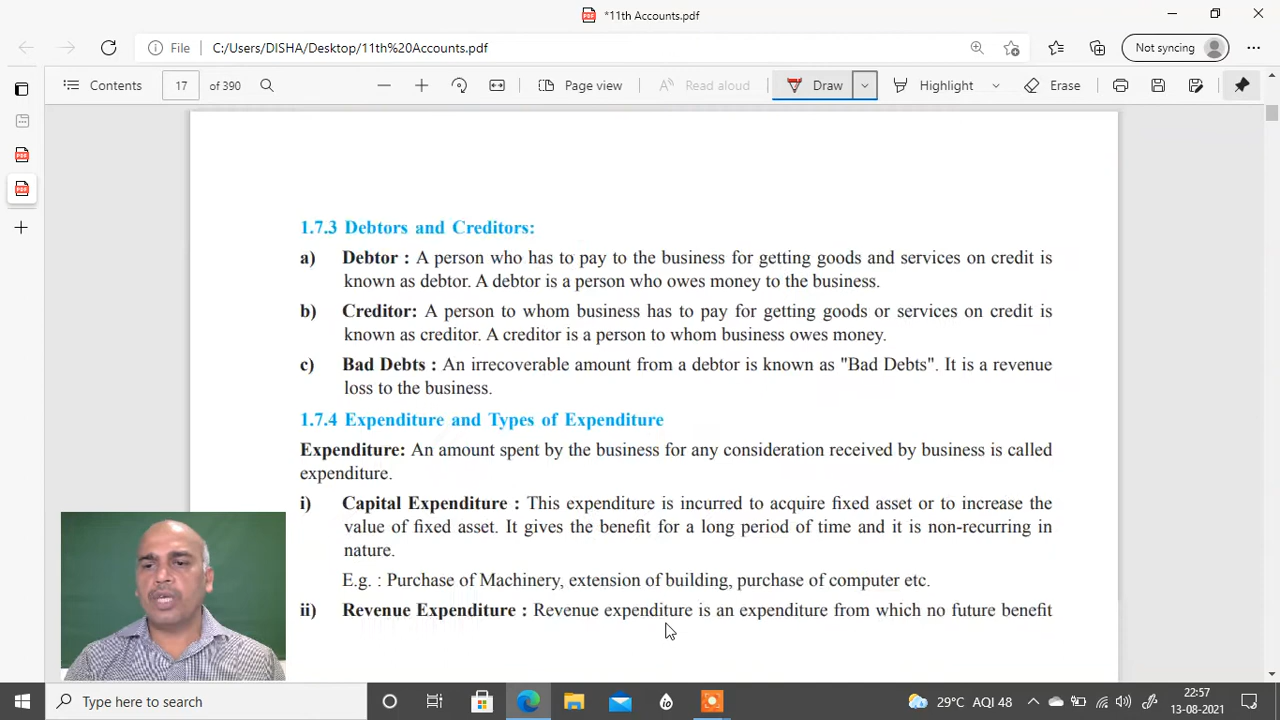 *11th Accounts.pdf
File C:/Users/DISHA/Desktop/11th%20Accounts.pdf
Not syncing
Contents 17 of 390 Page view Read aloud Draw Highlight Erase
1.7.3 Debtors and Creditors:
a) Debtor : A person who has to pay to the business for getting goods and services on credit is
known as debtor. A debtor is a person who owes money to the business.
b) Creditor: A person to whom business has to pay for getting goods or services on credit is
known as creditor. A creditor is a person to whom business owes money.
c) Bad Debts : An irrecoverable amount from a debtor is known as "Bad Debts". It is a revenue
loss to the business.
1.7.4 Expenditure and Types of Expenditure
Expenditure: An amount spent by the business for any consideration received by business is called
expenditure.
i) Capital Expenditure : This expenditure is incurred to acquire fixed asset or to increase the
value of fixed asset. It gives the benefit for a long period of time and it is non-recurring in
nature.
E.g. : Purchase of Machinery, extension of building, purchase of computer etc.
ii) Revenue Expenditure : Revenue expenditure is an expenditure from which no future benefit
Type here to search
29°C AQI 48
22:57
13-08-2021